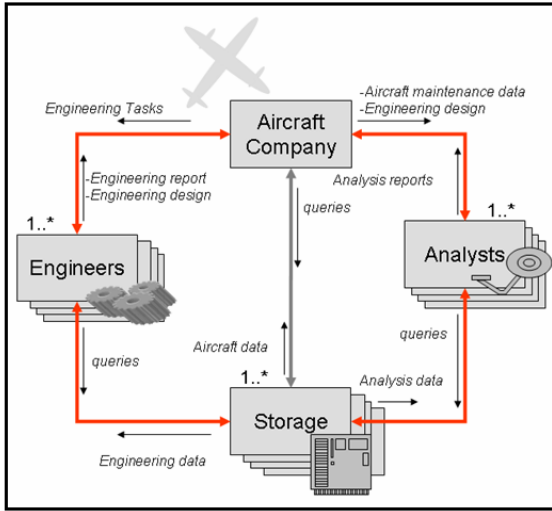 Engineering Tasks
-Aircraft maintenance data
-Engineering design
Aircraft
Company
-Engineering report
-Engineering design
Analysis reports
queries
1..*
1..*
Engineers
Analysts
queries
Aircraft data
queries
1..*
Analysis data
Storage
Engineering data